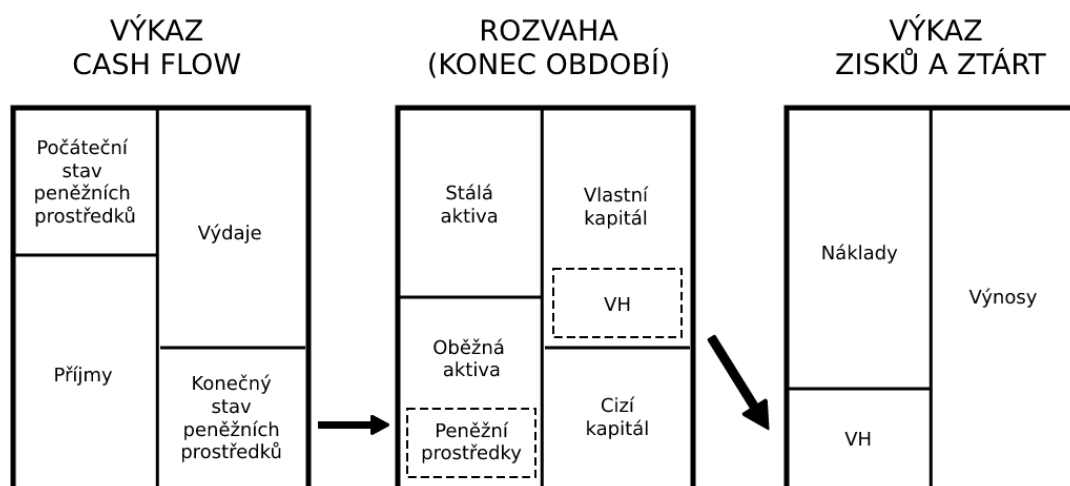 VÝKAZ
CASH FLOW
Počáteční
stav
peněžních
prostředků
Výdaje
Příjmy
Konečný
stav
peněžních
prostředků
ROZVAHA
(KONEC OBDOBÍ)
Stálá
aktiva
Vlastní
kapitál
VH
Oběžná
aktiva
Peněžní
prostředky
Cizí
kapitál
VÝKAZ
ZISKŮ A ZTÁRT
Náklady
Výnosy
VH